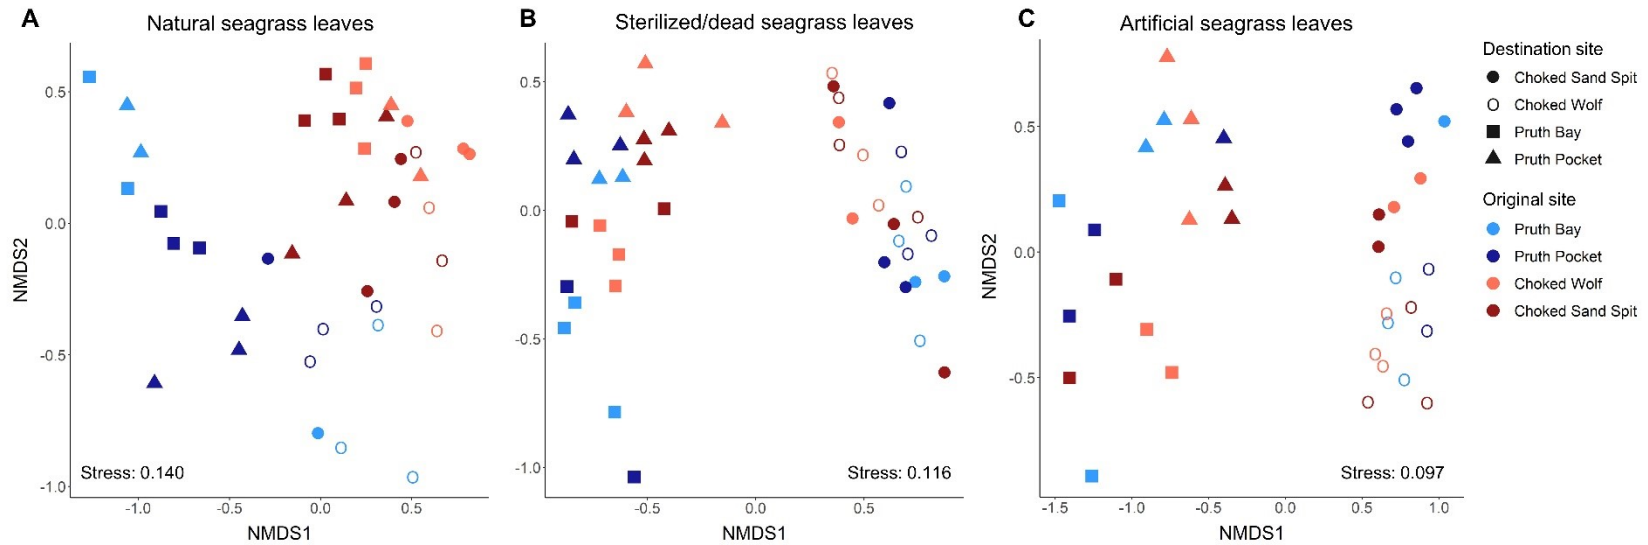 A
Natural seagrass leaves
0.5
0.0
-0.5
-1.0
NMDS2
Stress: 0.140
-1.0
-0.5
0.0
0.5
NMDS1
B
Sterilized/dead seagrass leaves
0.5
0.0
-0.5
-1.0
Stress: 0.116
-0.5
0.0
0.5
NMDS1
C
Artificial seagrass leaves
0.5
0.0
-0.5
NMDS2
Stress: 0.097
-1.5
-1.0
-0.5
0.0
0.5
1.0
NMDS1
Destination site
Choked Sand Spit
Choked Wolf
Pruth Bay
Pruth Pocket
Original site
Pruth Bay
Pruth Pocket
Choked Wolf
Choked Sand Spit